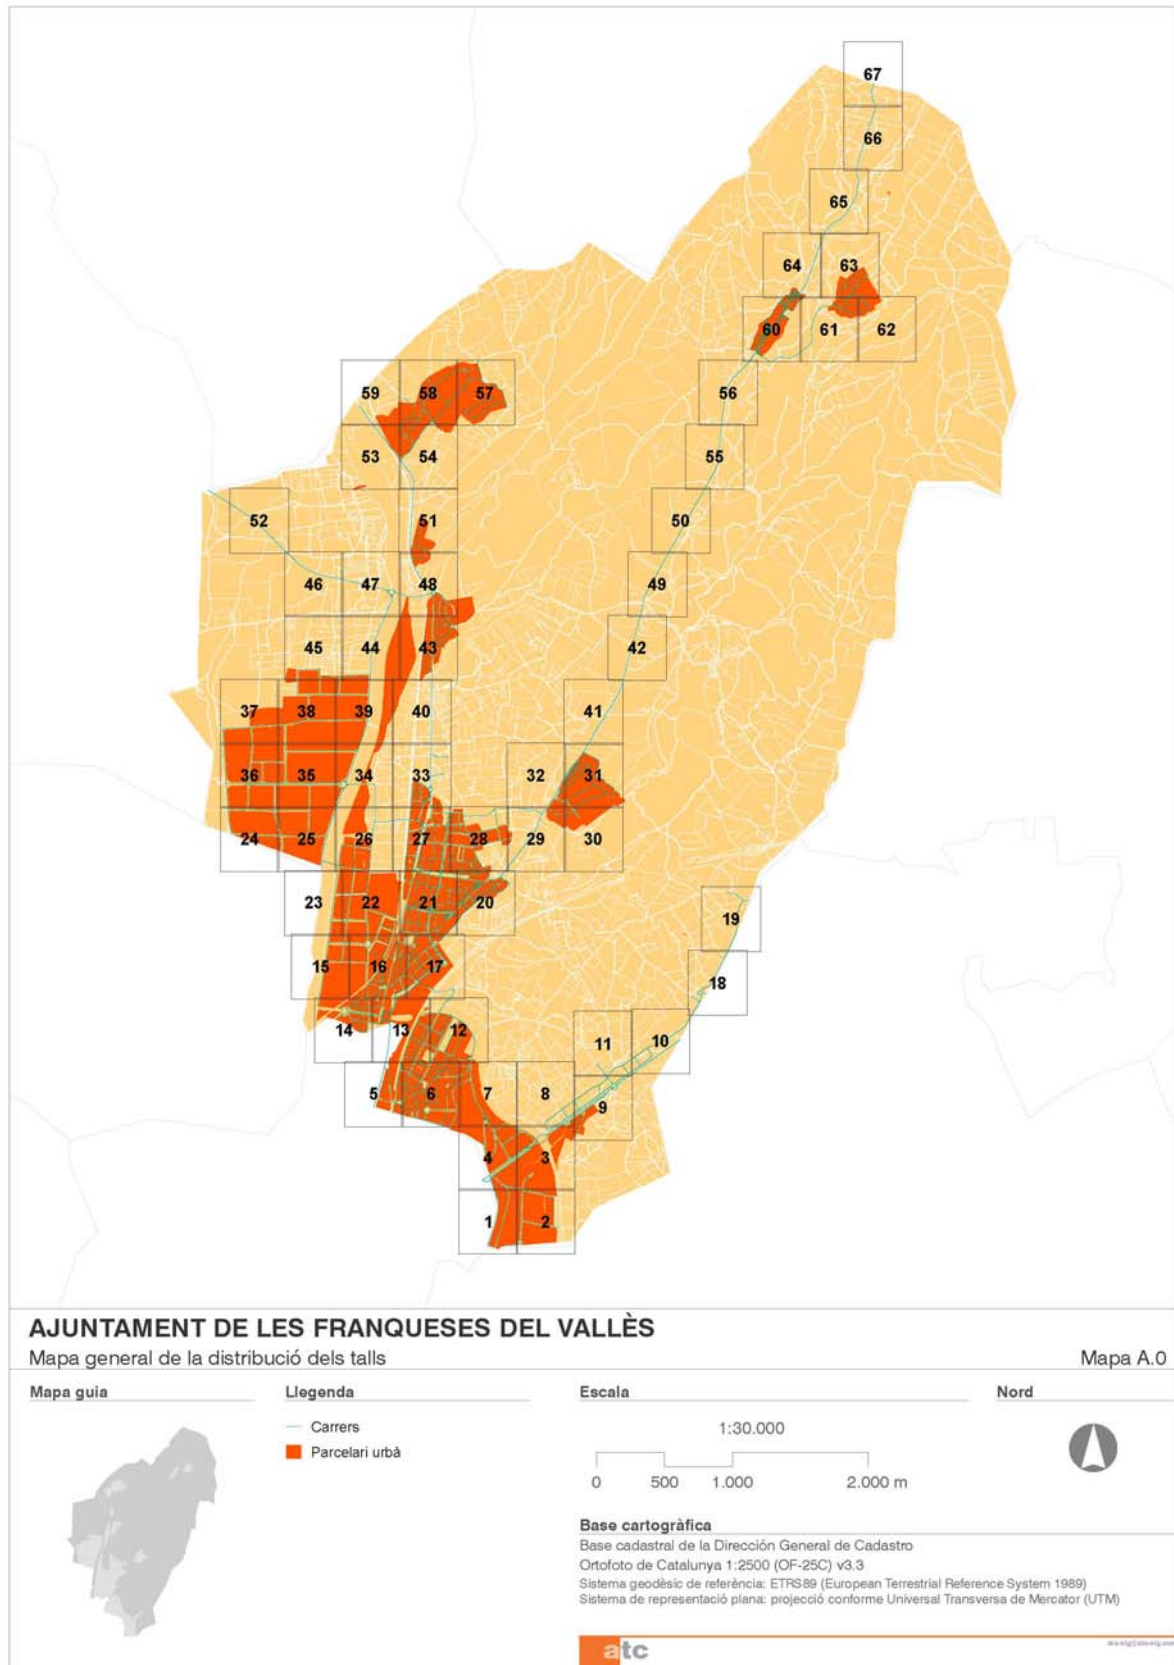 67
66
65
64 63
60 61 62
59 58 57 56
53 54 55
52 51 50
46 47 48 49
45 44 43 42
37 38 39 40 41
36 35 34 33 32 31
24 25 26 27 28 29 30
23 22 21 20 19
15 16 17 18
14 13 12 11 10
5 6 7 8 9
4 3
1 2
AJUNTAMENT DE LES FRANQUESES DEL VALLÈS
Mapa general de la distribució dels talls
Mapa A.0
Mapa guia
Llegenda
Carrers
Parcelari urbà
Escala
1:30.000
0 500 1.000 2.000 m
Nord
Base cartogràfica
Base cadastral de la Dirección General de Cadastro
Ortofoto de Catalunya 1:2500 (OF-25C) v3.3
Sistema geodèsic de referència: ETRS89 (European Terrestrial Reference System 1989)
Sistema de representació plana: projecció conforme Universal Transversa de Mercator (UTM)
atc